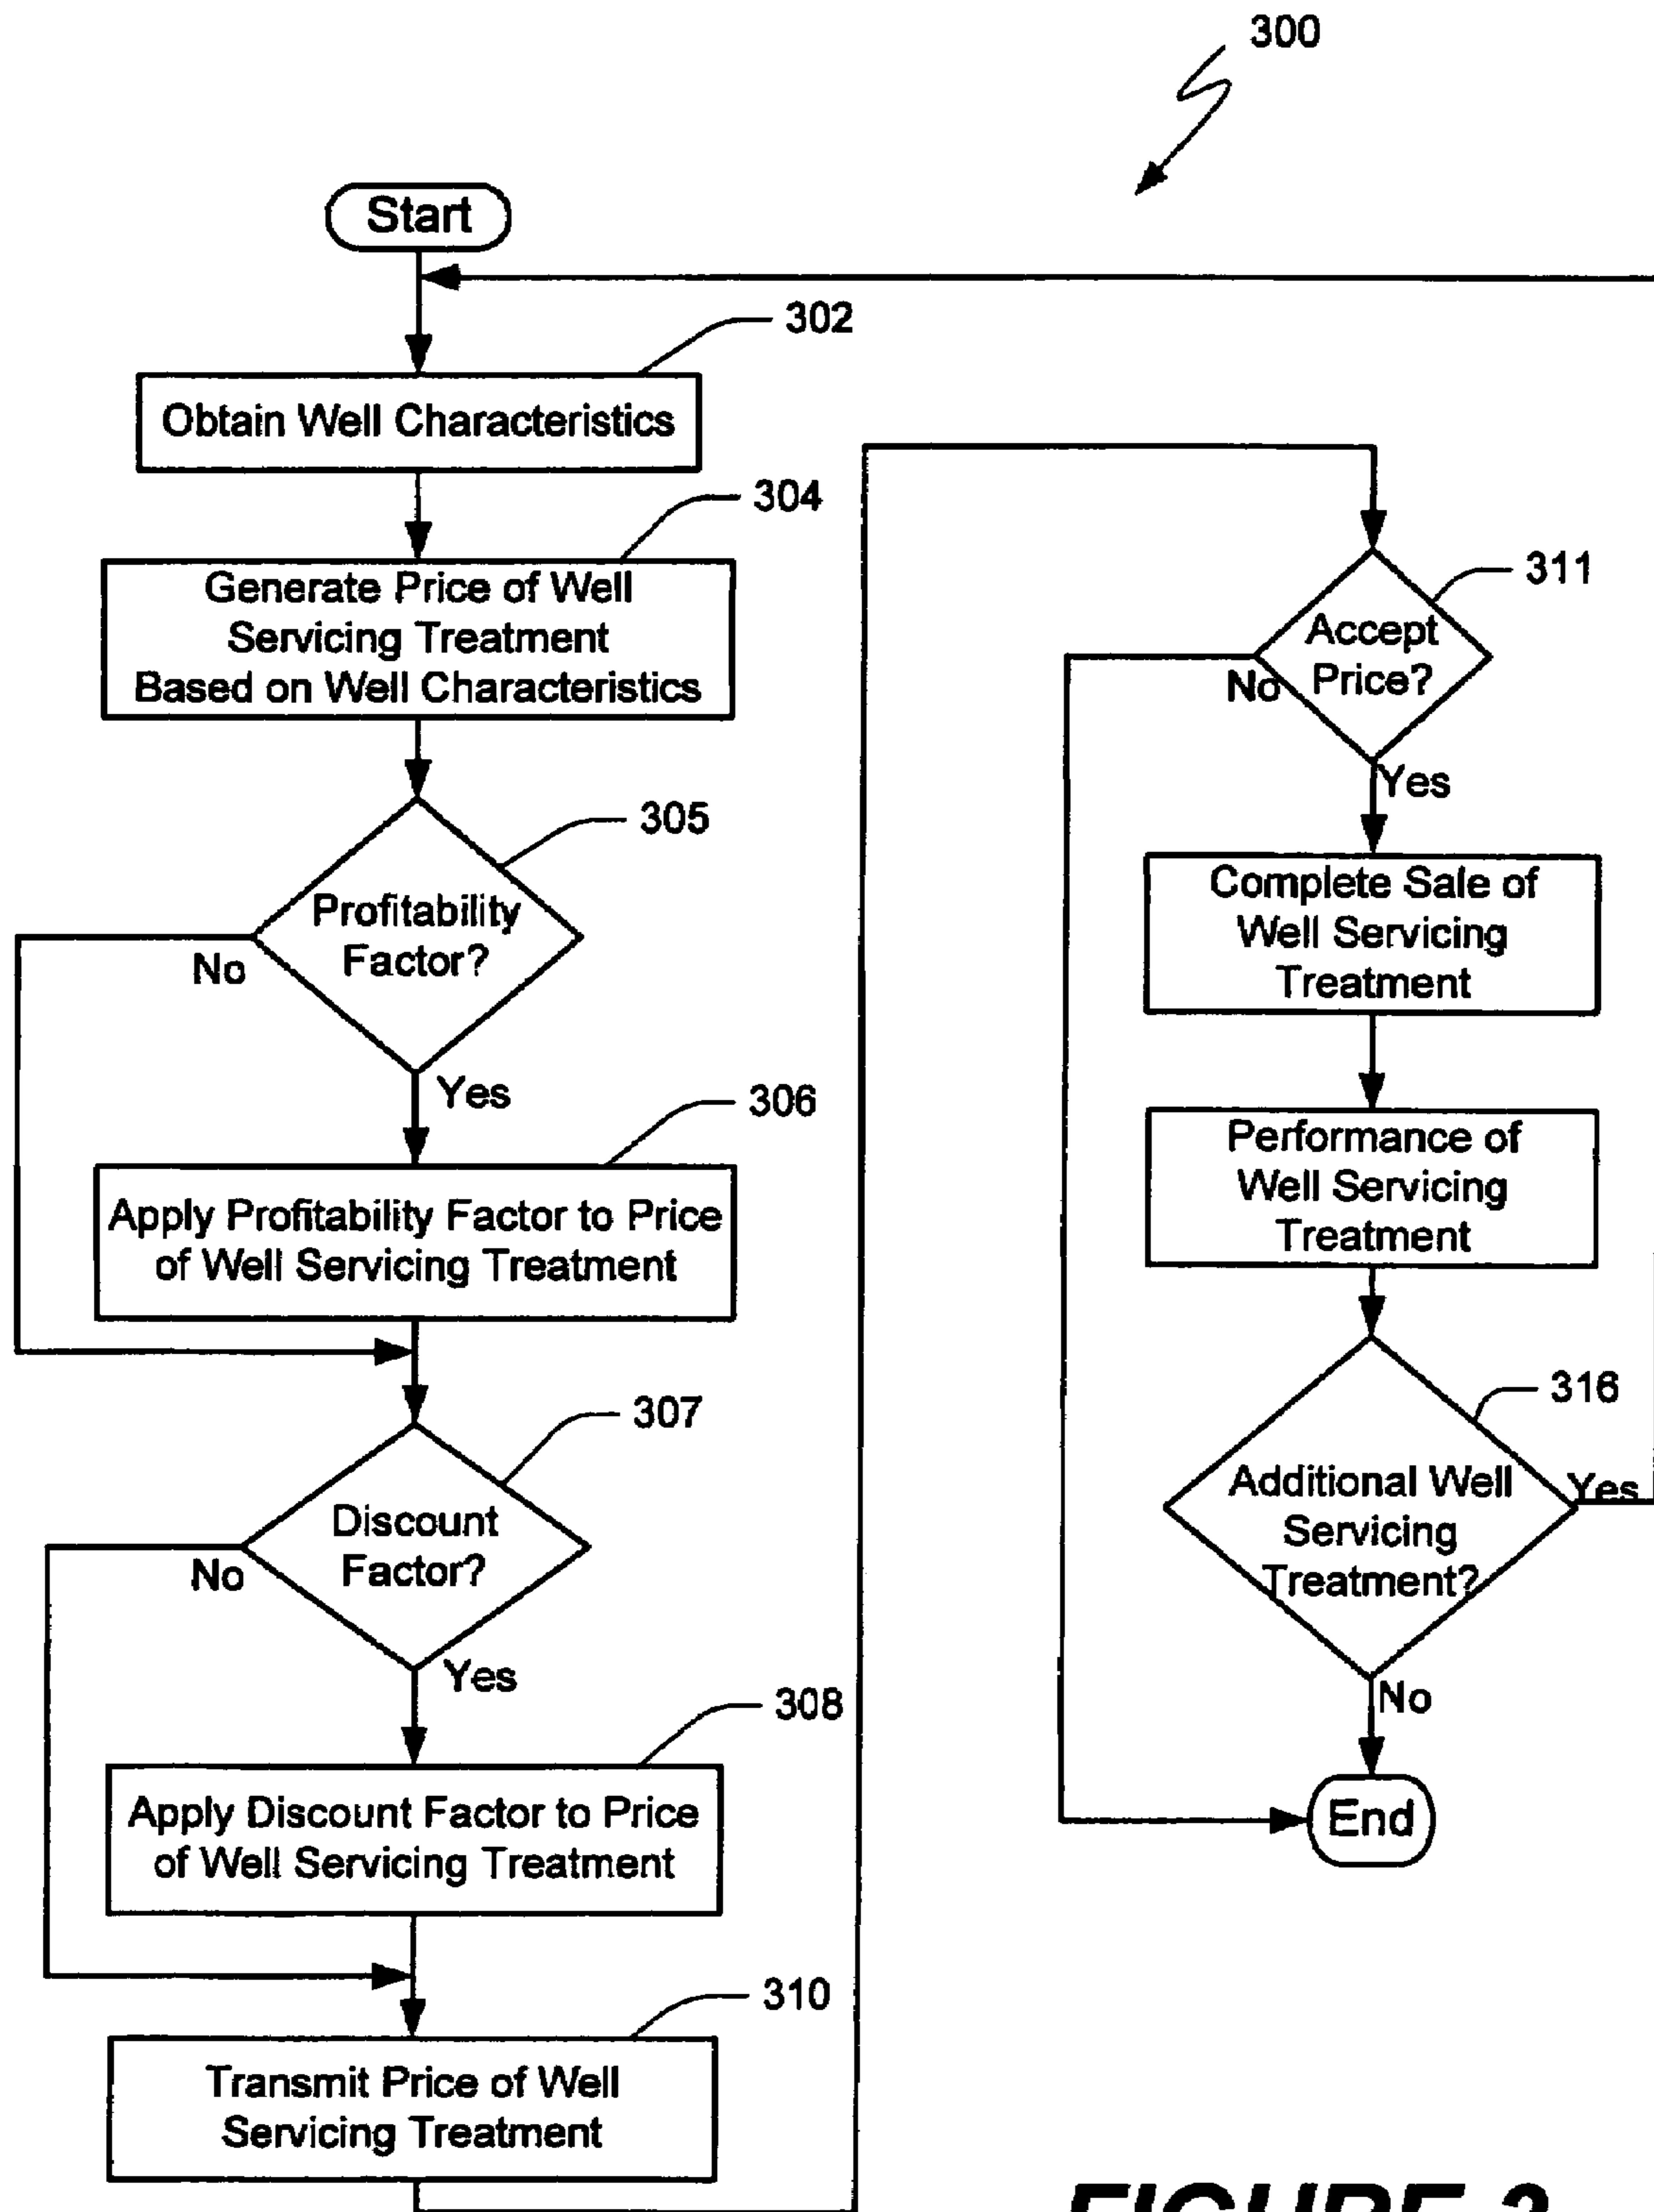 300
Start
302
Obtain Well Characteristics
304
Generate Price of Well
Servicing Treatment
Based on Well Characteristics
305
Profitability
Factor?
No
Yes
306
Apply Profitability Factor to Price
of Well Servicing Treatment
307
Discount
Factor?
No
Yes
308
Apply Discount Factor to Price
of Well Servicing Treatment
310
Transmit Price of Well
Servicing Treatment
311
Accept
Price?
No
Yes
Complete Sale of
Well Servicing
Treatment
Performance of
Well Servicing
Treatment
316
Additional Well
Servicing
Treatment?
Yes
No
End
FIGURE